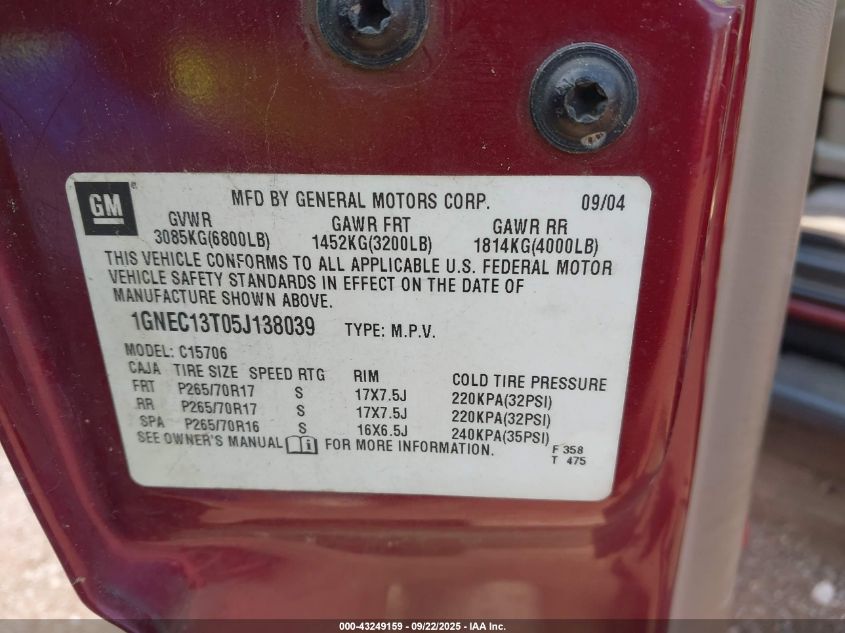 GM
MFD BY GENERAL MOTORS CORP. 09/04
GVWR GAWR FRT GAWR RR
3085KG(6800LB) 1452KG(3200LB) 1814KG(4000LB)
THIS VEHICLE CONFORMS TO ALL APPLICABLE U.S. FEDERAL MOTOR
VEHICLE SAFETY STANDARDS IN EFFECT ON THE DATE OF
MANUFACTURE SHOWN ABOVE.
1GNEC13T05J138039 TYPE: M.P.V.
MODEL: C15706
CAJA TIRE SIZE SPEED RTG RIM COLD TIRE PRESSURE
FRT P265/70R17 S 17X7.5J 220KPA(32PSI)
RR P265/70R17 S 17X7.5J 220KPA(32PSI)
SPA P265/70R16 S 16X6.5J 240KPA(35PSI)
SEE OWNER'S MANUAL FOR MORE INFORMATION.
F 358
T 475
000-43249159 - 09/22/2025 - IAA Inc.